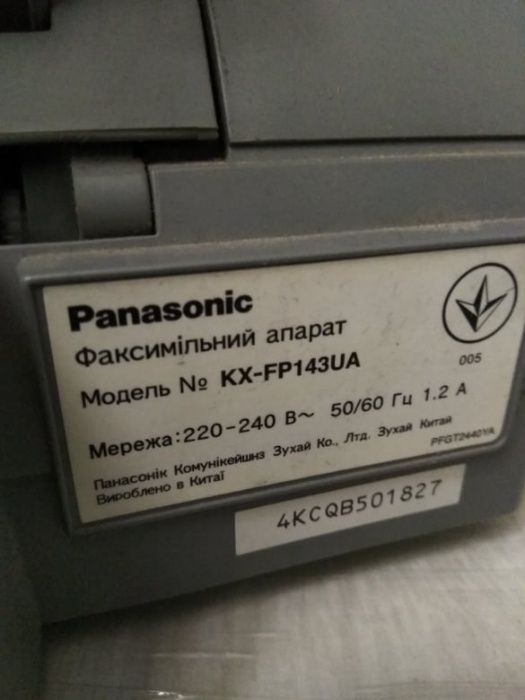 Panasonic
Факсимільний апарат
Модель № KX-FP143UA
005
Мережа:220-240 В~ 50/60 Гц 1.2 А
Панасонік Комунікейшнз Зухай Ко., Лтд. Зухай Китай
Вироблено в Китаї
PFGT2440YA
4KCQB501827